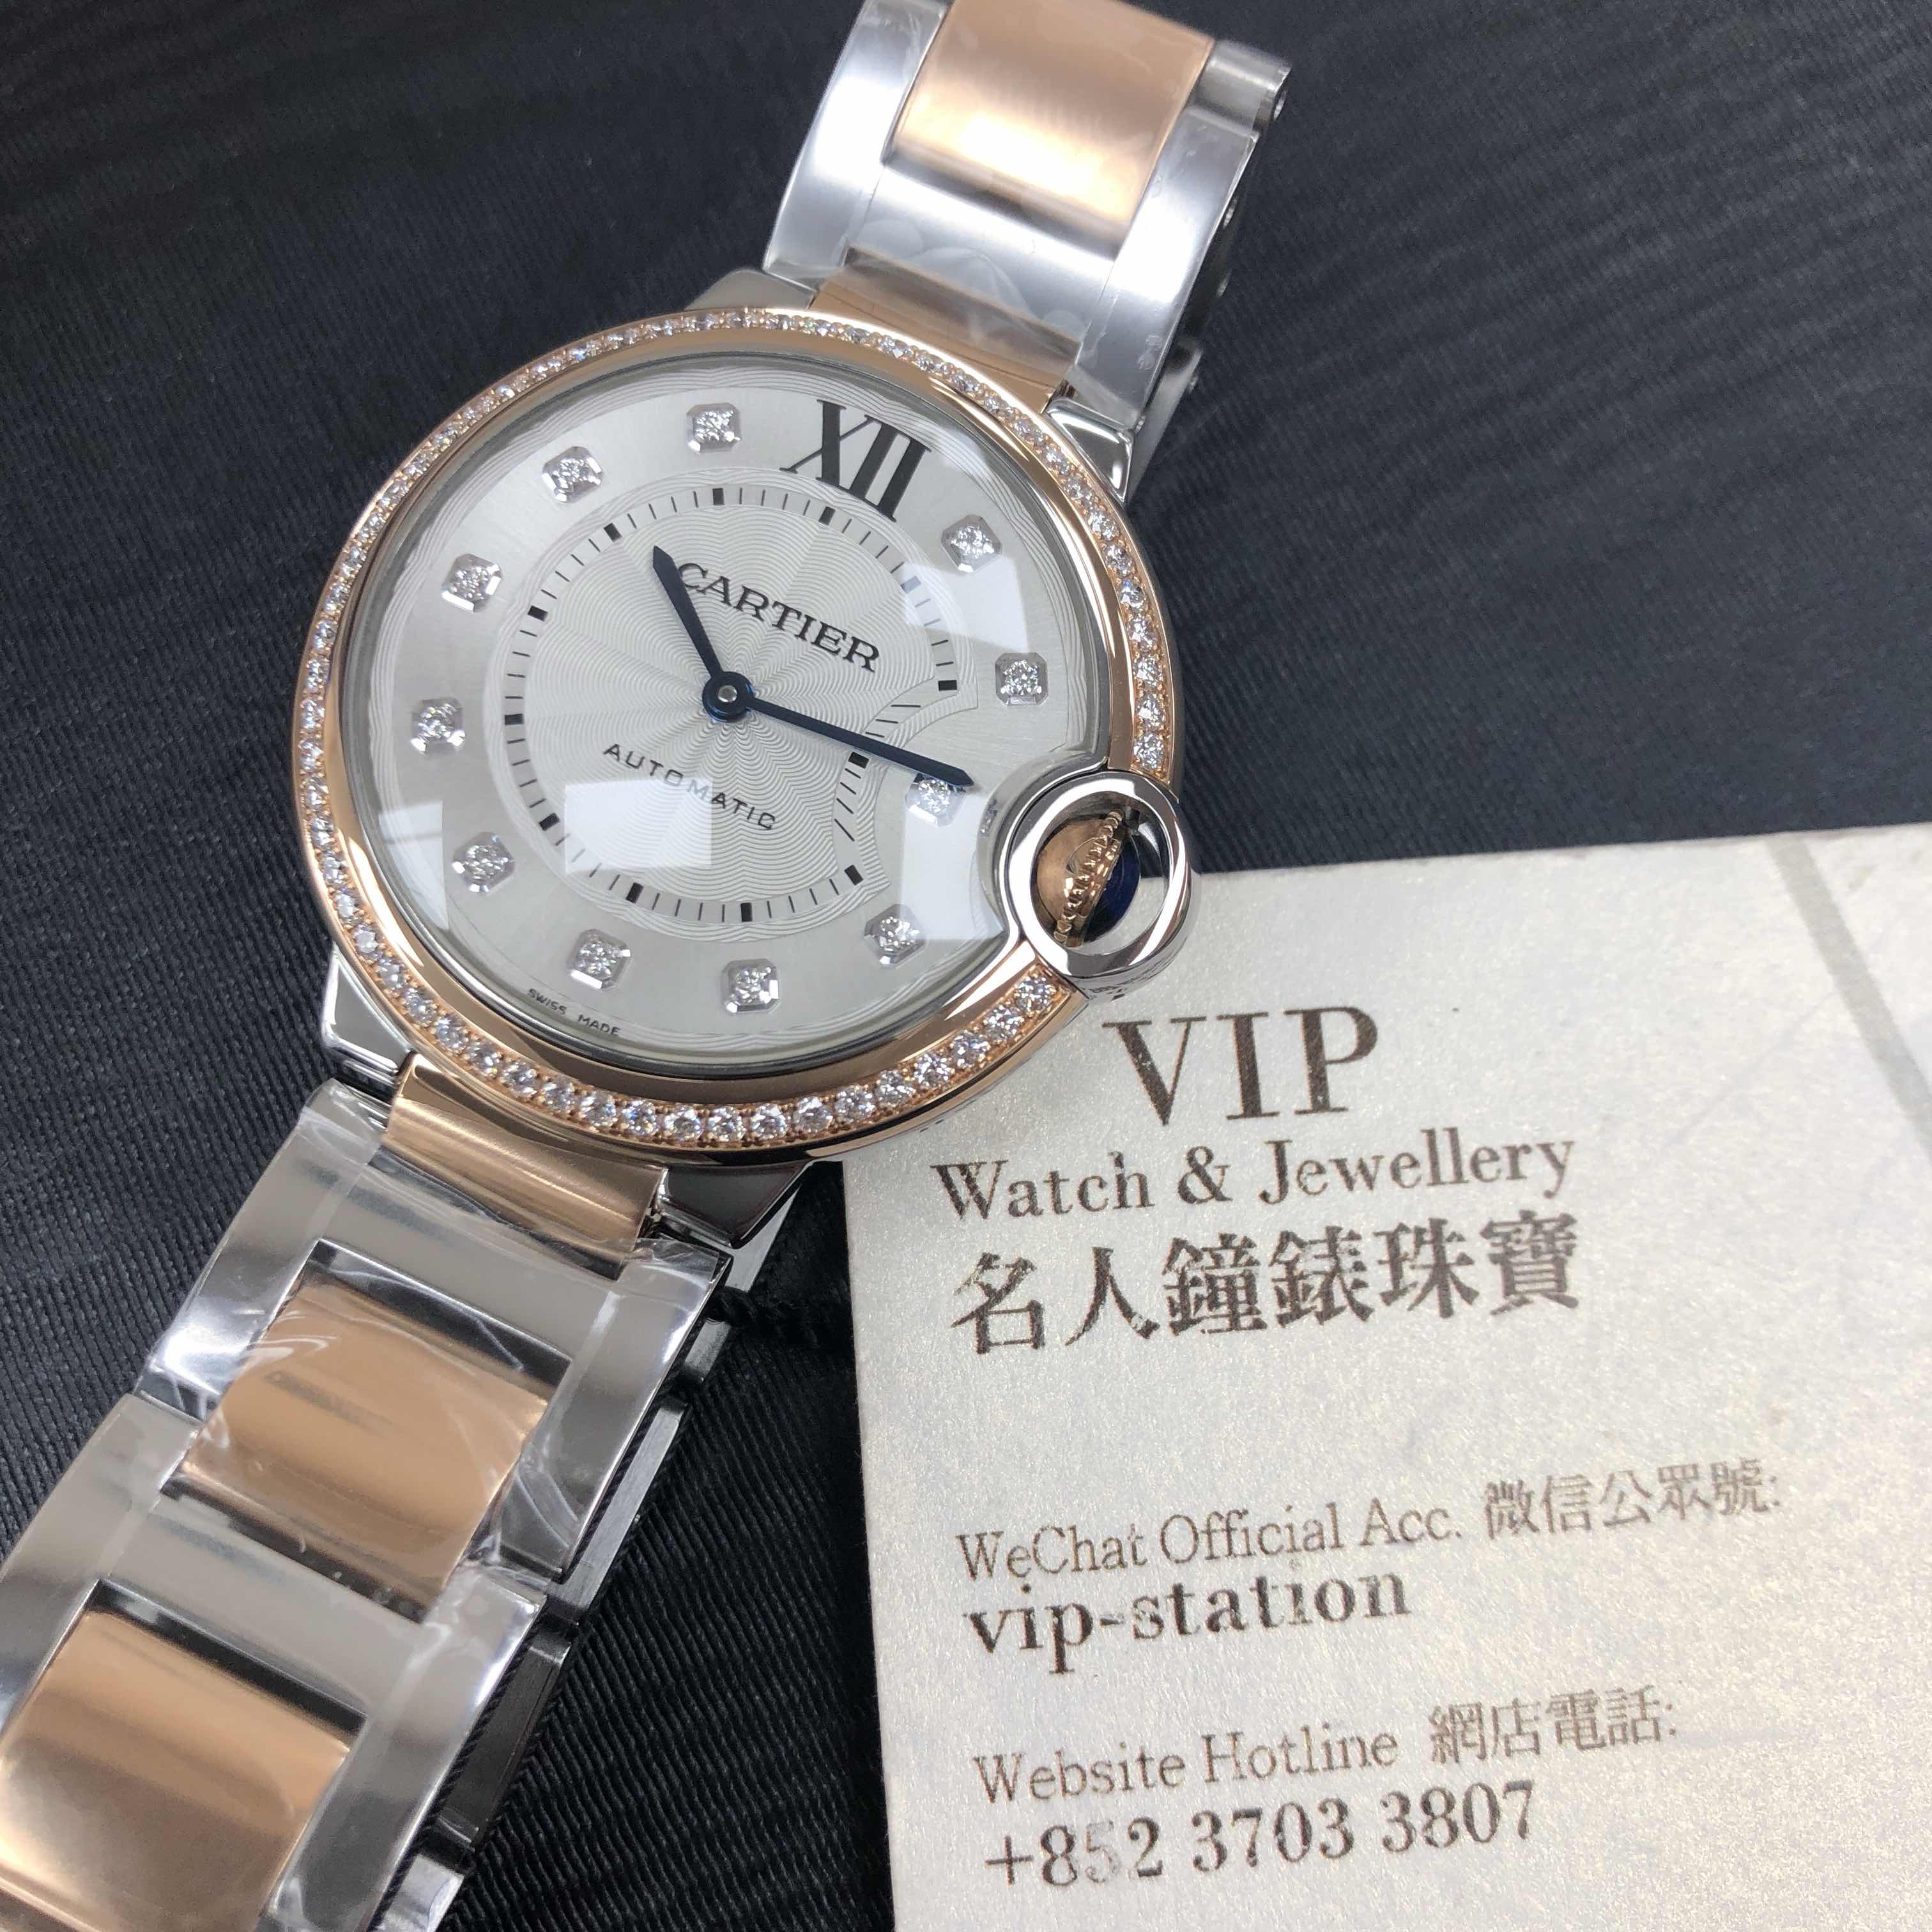 XII
CARTIER
AUTOMATIC
SWISS MADE
VIP
Watch & Jewellery
名人鐘錶珠寶
WeChat Official Acc. 微信公眾號:
vip-station
Website Hotline 網店電話:
+852 3703 3807